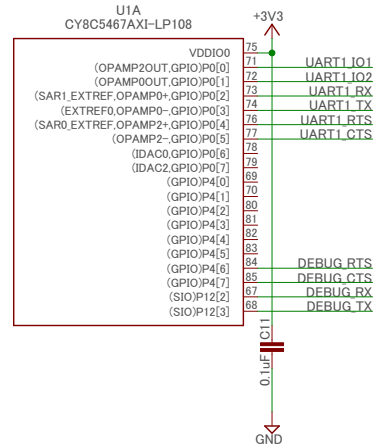 U1A
CY8C5467AXI-LP108
+3V3
VDDIO0 75
(OPAMP2OUT,GPIO)P0[0] 71 UART1_IO1
(OPAMP0OUT,GPIO)P0[1] 72 UART1_IO2
(SAR1_EXTREF,OPAMP0+,GPIO)P0[2] 73 UART1_RX
(EXTREF0,OPAMP0-,GPIO)P0[3] 74 UART1_TX
(SAR0_EXTREF,OPAMP2+,GPIO)P0[4] 76 UART1_RTS
(OPAMP2-,GPIO)P0[5] 77 UART1_CTS
(IDAC0,GPIO)P0[6] 78
(IDAC2,GPIO)P0[7] 79
(GPIO)P4[0] 69
(GPIO)P4[1] 70
(GPIO)P4[2] 80
(GPIO)P4[3] 81
(GPIO)P4[4] 82
(GPIO)P4[5] 83
(GPIO)P4[6] 84 DEBUG_RTS
(GPIO)P4[7] 85 DEBUG_CTS
(SIO)P12[2] 67 DEBUG_RX
(SIO)P12[3] 68 DEBUG_TX
C11
0.1uF
GND